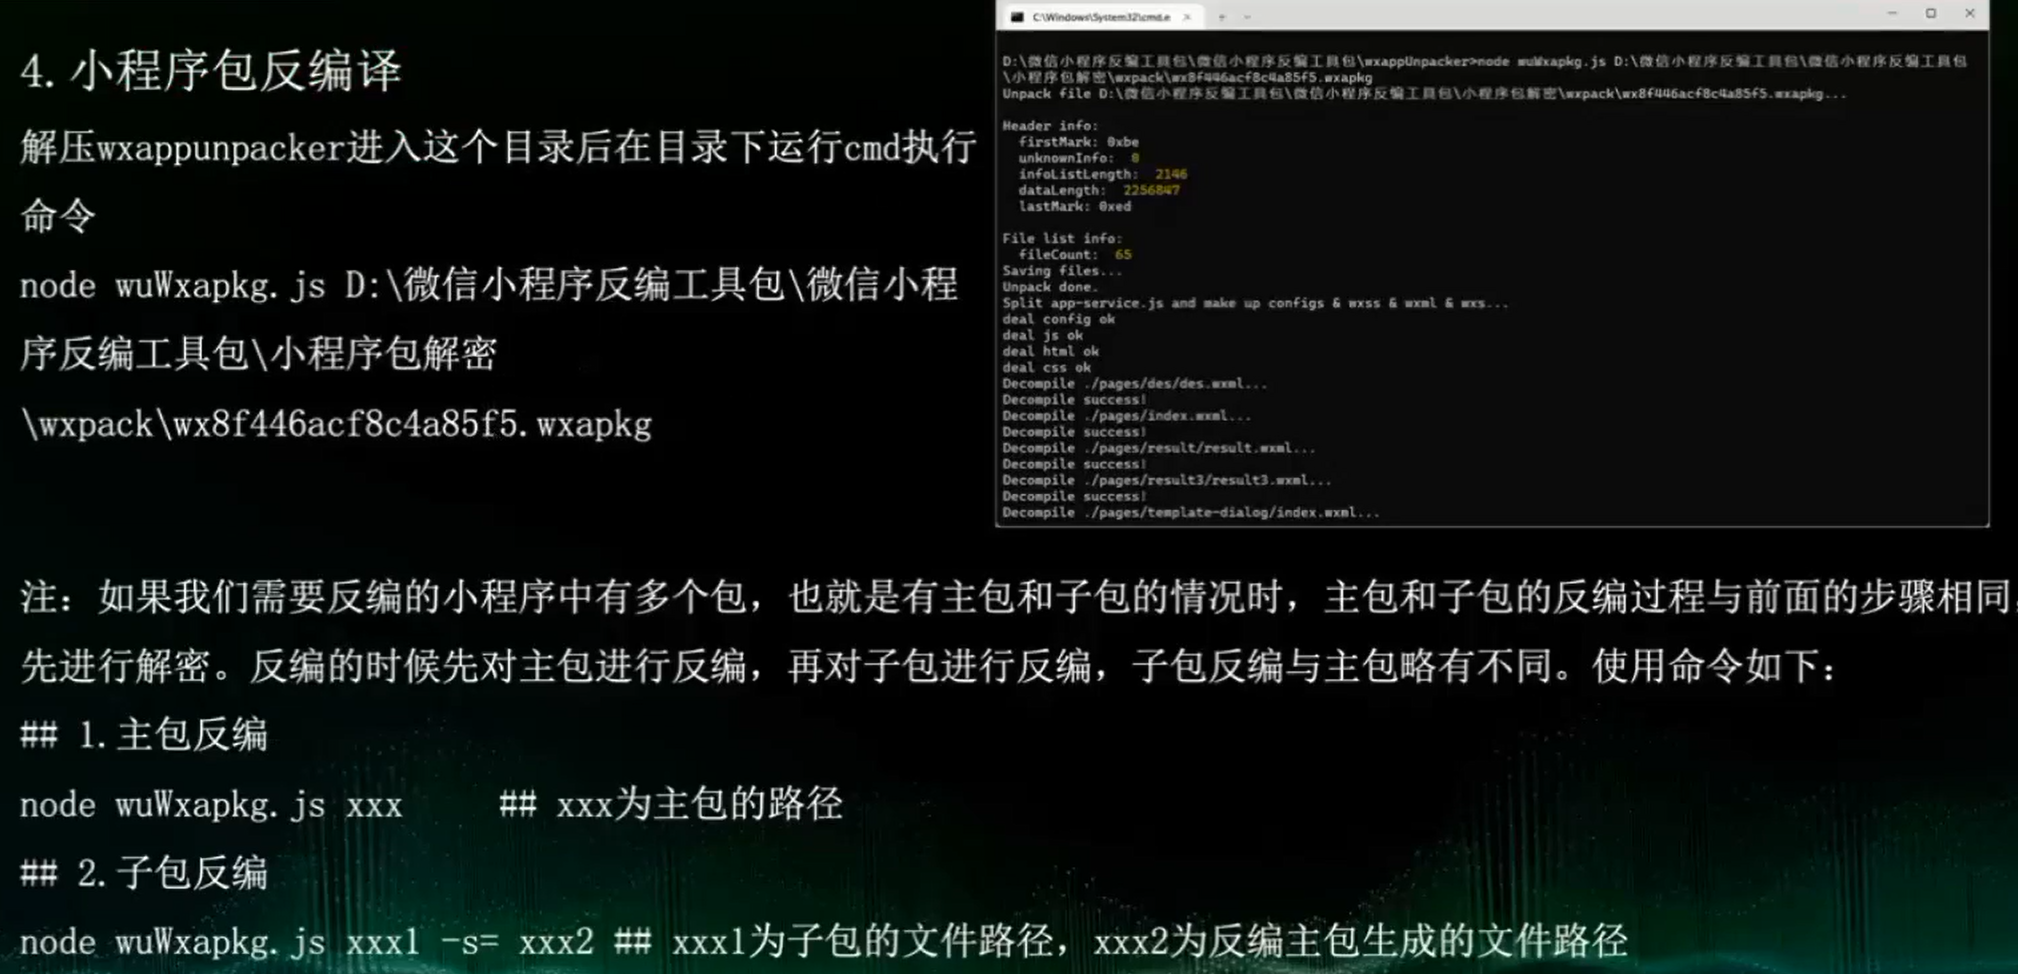 4.小程序包反编译
解压wxappunpacker进入这个目录后在目录下运行cmd执行
命令
node wuWxapkg.js D:\微信小程序反编工具包\微信小程
序反编工具包\小程序包解密
\wxpack\wx8f446acf8c4a85f5.wxapkg
C:\Windows\System32\cmd.e
D:\微信小程序反编工具包\微信小程序反编工具包\wxappUnpacker>node wuWxapkg.js D:\微信小程序反编工具包\微信小程序反编工具包
\小程序包解密\wxpack\wx8f446acf8c4a85f5.wxapkg
Unpack file D:\微信小程序反编工具包\微信小程序反编工具包\小程序包解密\wxpack\wx8f446acf8c4a85f5.wxapkg...
Header info:
firstMark: 0xbe
unknownInfo: 0
infoListLength: 2146
dataLength: 2256847
lastMark: 0xed
File list info:
fileCount: 65
Saving files...
Unpack done.
Split app-service.js and make up configs & wxss & wxml & wxs...
deal config ok
deal js ok
deal html ok
deal css ok
Decompile ./pages/des/des.wxml...
Decompile success!
Decompile ./pages/index.wxml...
Decompile success!
Decompile ./pages/result/result.wxml...
Decompile success!
Decompile ./pages/result3/result3.wxml...
Decompile success!
Decompile ./pages/template-dialog/index.wxml...
注：如果我们需要反编的小程序中有多个包，也就是有主包和子包的情况时，主包和子包的反编过程与前面的步骤相同，
先进行解密。反编的时候先对主包进行反编，再对子包进行反编，子包反编与主包略有不同。使用命令如下：
## 1.主包反编
node wuWxapkg.js xxx ## xxx为主包的路径
## 2.子包反编
node wuWxapkg.js xxx1 -s= xxx2 ## xxx1为子包的文件路径，xxx2为反编主包生成的文件路径